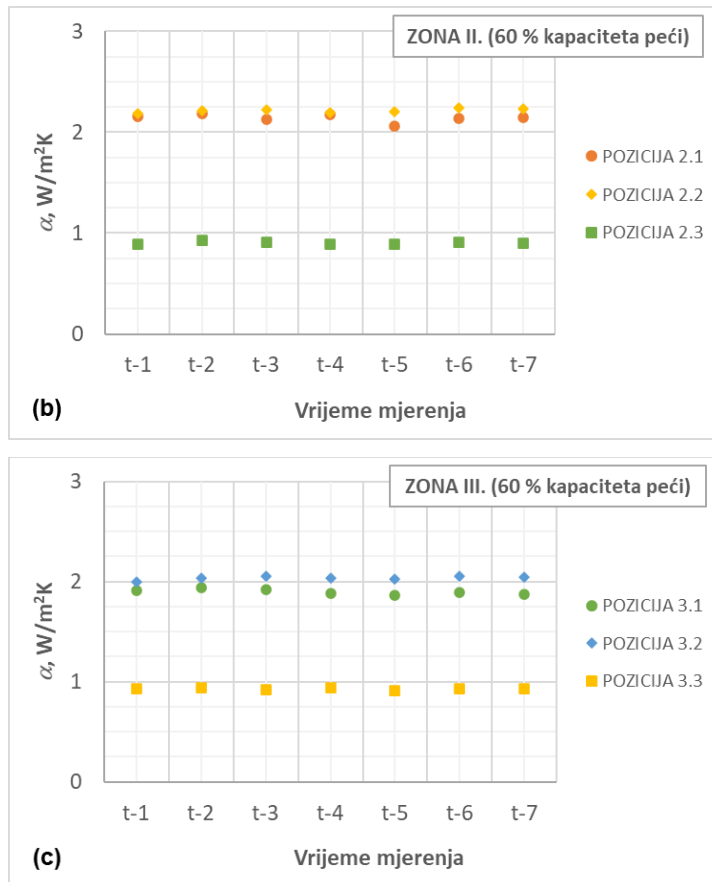 ZONA II. (60 % kapaciteta peći)
3
2
1
0
α, W/m²K
t-1 t-2 t-3 t-4 t-5 t-6 t-7
Vrijeme mjerenja
POZICIJA 2.1
POZICIJA 2.2
POZICIJA 2.3
(b)
ZONA III. (60 % kapaciteta peći)
3
2
1
0
α, W/m²K
t-1 t-2 t-3 t-4 t-5 t-6 t-7
Vrijeme mjerenja
POZICIJA 3.1
POZICIJA 3.2
POZICIJA 3.3
(c)